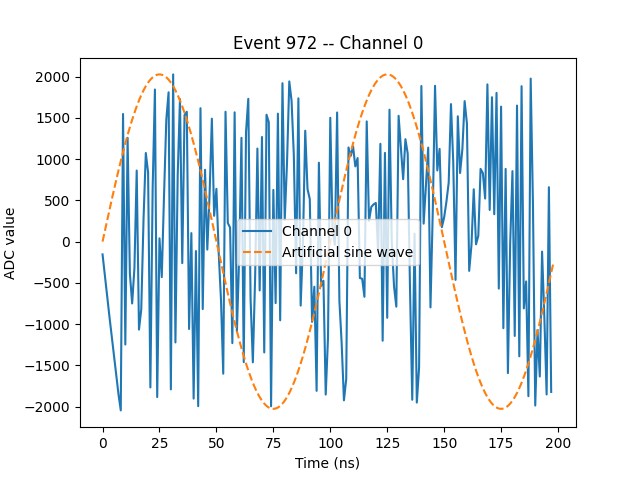 Event 972 -- Channel 0
2000
1500
1000
500
0
−500
−1000
−1500
−2000
ADC value
Channel 0
Artificial sine wave
0 25 50 75 100 125 150 175 200
Time (ns)